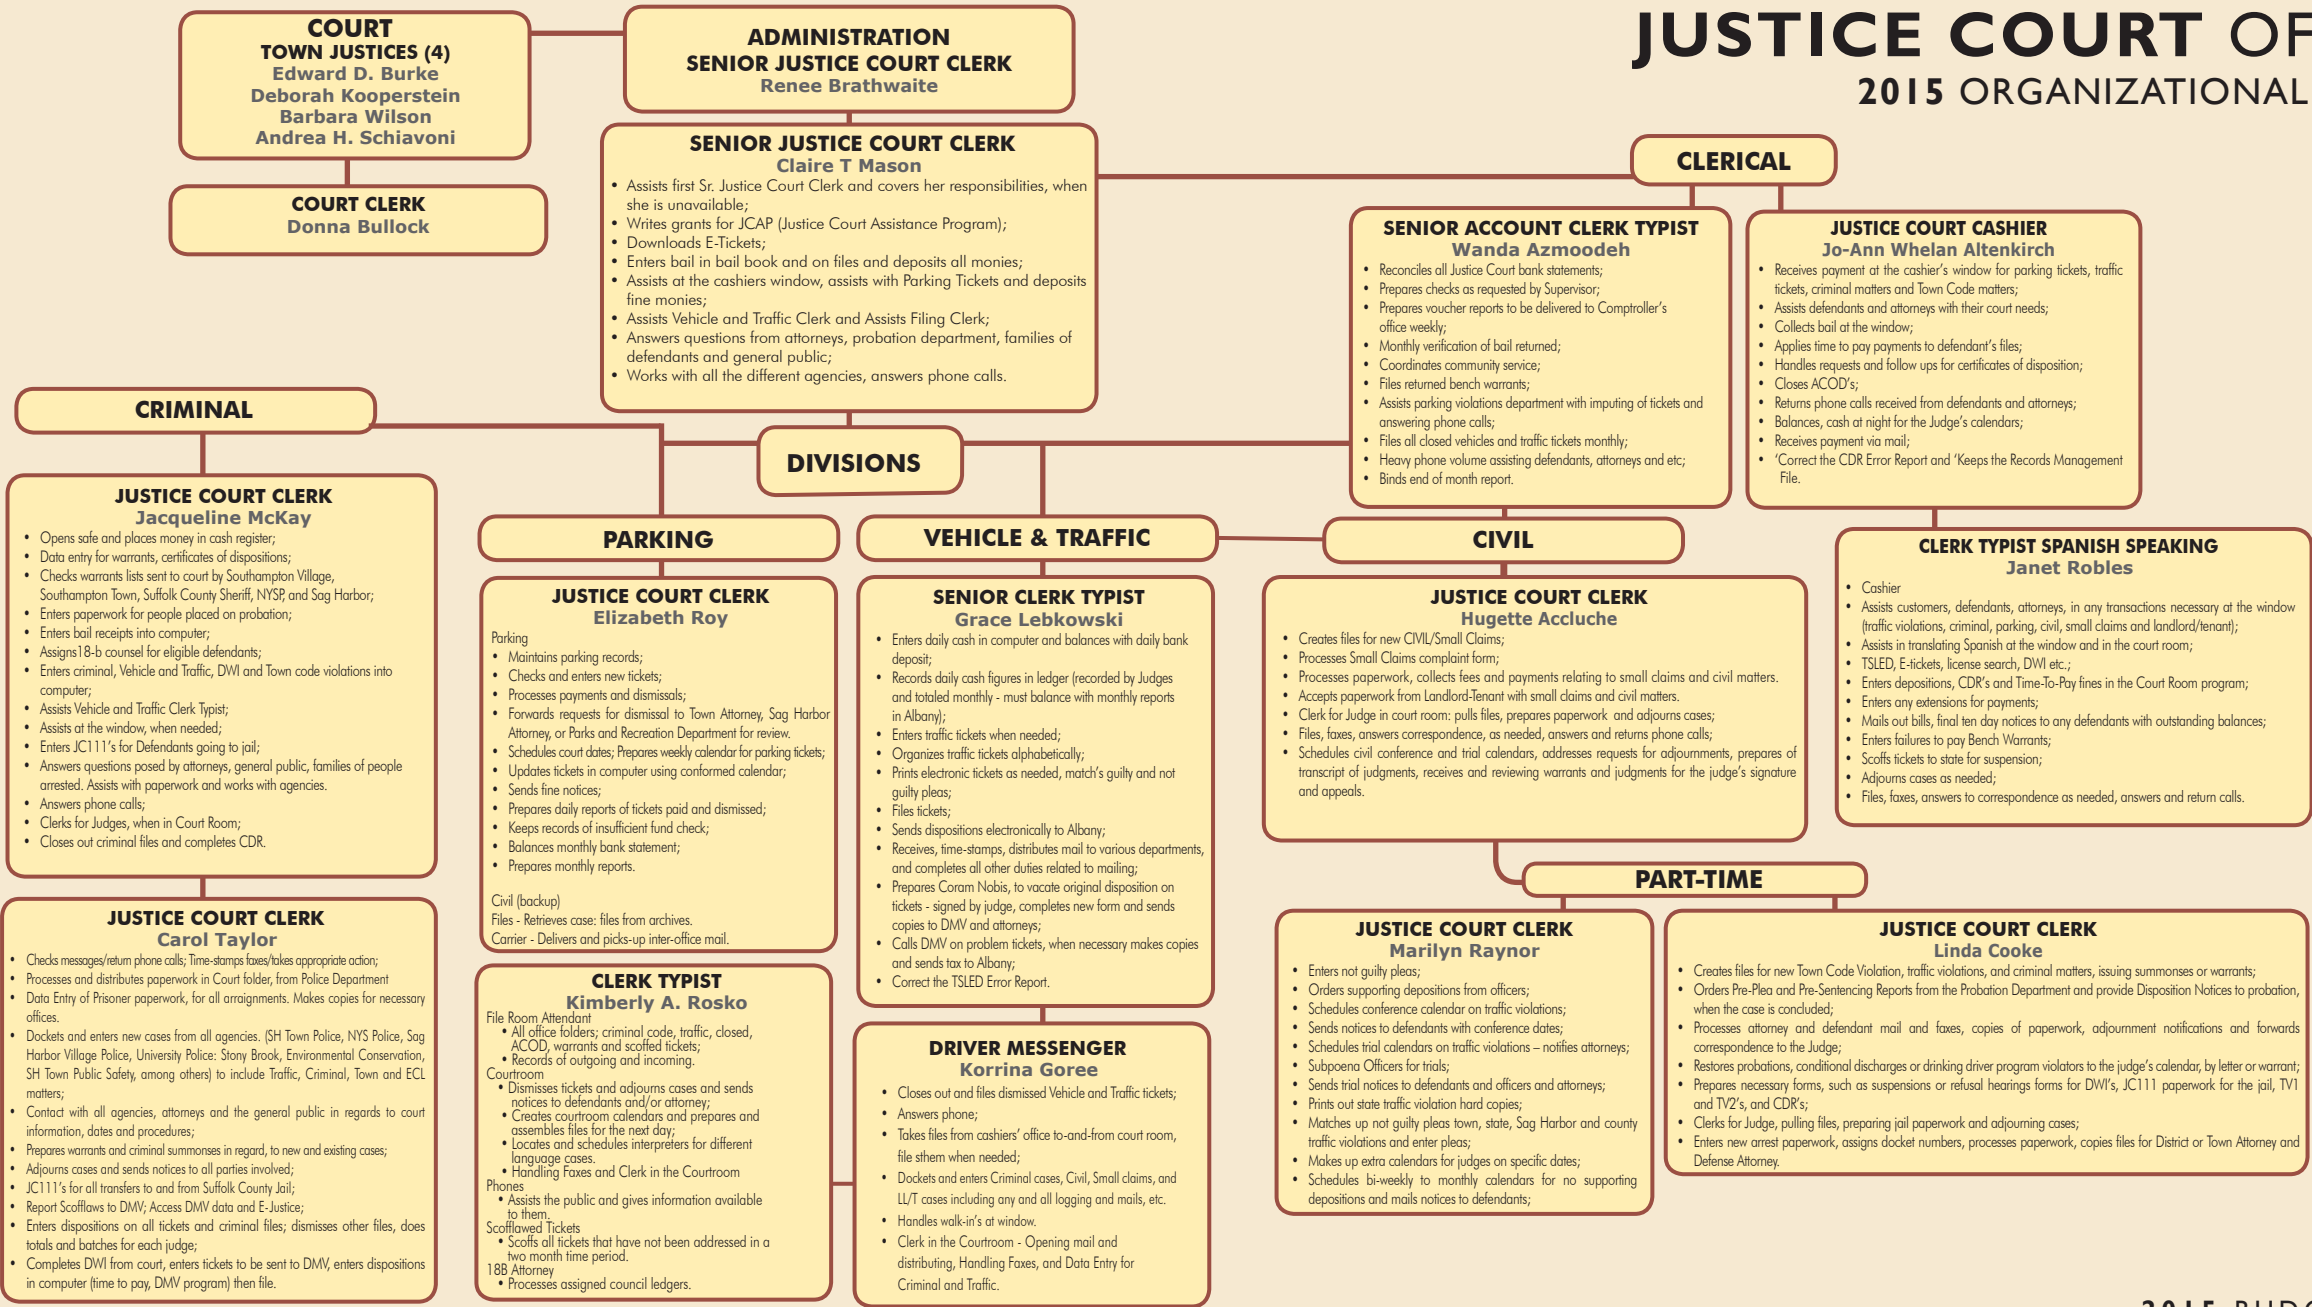 JUSTICE COURT OF
2015 ORGANIZATIONAL
COURT
TOWN JUSTICES (4)
Edward D. Burke
Deborah Kooperstein
Barbara Wilson
Andrea H. Schiavoni
COURT CLERK
Donna Bullock
ADMINISTRATION
SENIOR JUSTICE COURT CLERK
Renee Brathwaite
SENIOR JUSTICE COURT CLERK
Claire T Mason
• Assists first Sr. Justice Court Clerk and covers her responsibilities, when
she is unavailable;
• Writes grants for JCAP (Justice Court Assistance Program);
• Downloads E-Tickets;
• Enters bail in bail book and on files and deposits all monies;
• Assists at the cashiers window, assists with Parking Tickets and deposits
fine monies;
• Assists Vehicle and Traffic Clerk and Assists Filing Clerk;
• Answers questions from attorneys, probation department, families of
defendants and general public;
• Works with all the different agencies, answers phone calls.
CLERICAL
SENIOR ACCOUNT CLERK TYPIST
Wanda Azmoodeh
• Reconciles all Justice Court bank statements;
• Prepares checks as requested by Supervisor;
• Prepares voucher reports to be delivered to Comptroller's
office weekly;
• Monthly verification of bail returned;
• Coordinates community service;
• Files returned bench warrants;
• Assists parking violations department with imputing of tickets and
answering phone calls;
• Files all closed vehicles and traffic tickets monthly;
• Heavy phone volume assisting defendants, attorneys and etc;
• Binds end of month report.
JUSTICE COURT CASHIER
Jo-Ann Whelan Altenkirch
• Receives payment at the cashier's window for parking tickets, traffic
tickets, criminal matters and Town Code matters;
• Assists defendants and attorneys with their court needs;
• Collects bail at the window;
• Applies time to pay payments to defendant's files;
• Handles requests and follow ups for certificates of disposition;
• Closes ACOD's;
• Returns phone calls received from defendants and attorneys;
• Balances, cash at night for the Judge's calendars;
• Receives payment via mail;
• 'Correct the CDR Error Report and 'Keeps the Records Management
File.
CLERK TYPIST SPANISH SPEAKING
Janet Robles
• Cashier
• Assists customers, defendants, attorneys, in any transactions necessary at the window
(traffic violations, criminal, parking, civil, small claims and landlord/tenant);
• Assists in translating Spanish at the window and in the court room;
• TSLED, E-tickets, license search, DWI etc.;
• Enters depositions, CDR's and Time-To-Pay fines in the Court Room program;
• Enters any extensions for payments;
• Mails out bills, final ten day notices to any defendants with outstanding balances;
• Enters failures to pay Bench Warrants;
• Scoffs tickets to state for suspension;
• Adjourns cases as needed;
• Files, faxes, answers to correspondence as needed, answers and return calls.
DIVISIONS
CRIMINAL
JUSTICE COURT CLERK
Jacqueline McKay
• Opens safe and places money in cash register;
• Data entry for warrants, certificates of dispositions;
• Checks warrants lists sent to court by Southampton Village,
Southampton Town, Suffolk County Sheriff, NYSP, and Sag Harbor;
• Enters paperwork for people placed on probation;
• Enters bail receipts into computer;
• Assigns18-b counsel for eligible defendants;
• Enters criminal, Vehicle and Traffic, DWI and Town code violations into
computer;
• Assists Vehicle and Traffic Clerk Typist;
• Assists at the window, when needed;
• Enters JC111's for Defendants going to jail;
• Answers questions posed by attorneys, general public, families of people
arrested. Assists with paperwork and works with agencies.
• Answers phone calls;
• Clerks for Judges, when in Court Room;
• Closes out criminal files and completes CDR.
JUSTICE COURT CLERK
Carol Taylor
• Checks messages/return phone calls; Time-stamps faxes/takes appropriate action;
• Processes and distributes paperwork in Court folder, from Police Department
• Data Entry of Prisoner paperwork, for all arraignments. Makes copies for necessary
offices.
• Dockets and enters new cases from all agencies. (SH Town Police, NYS Police, Sag
Harbor Village Police, University Police: Stony Brook, Environmental Conservation,
SH Town Public Safety, among others) to include Traffic, Criminal, Town and ECL
matters;
• Contact with all agencies, attorneys and the general public in regards to court
information, dates and procedures;
• Prepares warrants and criminal summonses in regard, to new and existing cases;
• Adjourns cases and sends notices to all parties involved;
• JC111's for all transfers to and from Suffolk County Jail;
• Report Scofflaws to DMV; Access DMV data and E-Justice;
• Enters dispositions on all tickets and criminal files; dismisses other files, does
totals and batches for each judge;
• Completes DWI from court, enters tickets to be sent to DMV, enters dispositions
in computer (time to pay, DMV program) then file.
PARKING
JUSTICE COURT CLERK
Elizabeth Roy
Parking
• Maintains parking records;
• Checks and enters new tickets;
• Processes payments and dismissals;
• Forwards requests for dismissal to Town Attorney, Sag Harbor
Attorney, or Parks and Recreation Department for review.
• Schedules court dates; Prepares weekly calendar for parking tickets;
• Updates tickets in computer using conformed calendar;
• Sends fine notices;
• Prepares daily reports of tickets paid and dismissed;
• Keeps records of insufficient fund check;
• Balances monthly bank statement;
• Prepares monthly reports.
Civil (backup)
Files - Retrieves case: files from archives.
Carrier - Delivers and picks-up inter-office mail.
CLERK TYPIST
Kimberly A. Rosko
File Room Attendant
• All office folders; criminal code, traffic, closed,
ACOD, warrants and scoffed tickets;
• Records of outgoing and incoming.
Courtroom
• Dismisses tickets and adjourns cases and sends
notices to defendants and/or attorney;
• Creates courtroom calendars and prepares and
assembles files for the next day;
• Locates and schedules interpreters for different
language cases.
• Handling Faxes and Clerk in the Courtroom
Phones
• Assists the public and gives information available
to them.
Scofflawed Tickets
• Scoffs all tickets that have not been addressed in a
two month time period.
18B Attorney
• Processes assigned council ledgers.
VEHICLE & TRAFFIC
SENIOR CLERK TYPIST
Grace Lebkowski
• Enters daily cash in computer and balances with daily bank
deposit;
• Records daily cash figures in ledger (recorded by Judges
and totaled monthly - must balance with monthly reports
in Albany);
• Enters traffic tickets when needed;
• Organizes traffic tickets alphabetically;
• Prints electronic tickets as needed, match's guilty and not
guilty pleas;
• Files tickets;
• Sends dispositions electronically to Albany;
• Receives, time-stamps, distributes mail to various departments,
and completes all other duties related to mailing;
• Prepares Coram Nobis, to vacate original disposition on
tickets - signed by judge, completes new form and sends
copies to DMV and attorneys;
• Calls DMV on problem tickets, when necessary makes copies
and sends tax to Albany;
• Correct the TSLED Error Report.
DRIVER MESSENGER
Korrina Goree
• Closes out and files dismissed Vehicle and Traffic tickets;
• Answers phone;
• Takes files from cashiers' office to-and-from court room,
file sthem when needed;
• Dockets and enters Criminal cases, Civil, Small claims, and
LL/T cases including any and all logging and mails, etc.
• Handles walk-in's at window.
• Clerk in the Courtroom - Opening mail and
distributing, Handling Faxes, and Data Entry for
Criminal and Traffic.
CIVIL
JUSTICE COURT CLERK
Hugette Accluche
• Creates files for new CIVIL/Small Claims;
• Processes Small Claims complaint form;
• Processes paperwork, collects fees and payments relating to small claims and civil matters.
• Accepts paperwork from Landlord-Tenant with small claims and civil matters.
• Clerk for Judge in court room: pulls files, prepares paperwork and adjourns cases;
• Files, faxes, answers correspondence, as needed, answers and returns phone calls;
• Schedules civil conference and trial calendars, addresses requests for adjournments, prepares of
transcript of judgments, receives and reviewing warrants and judgments for the judge's signature
and appeals.
PART-TIME
JUSTICE COURT CLERK
Marilyn Raynor
• Enters not guilty pleas;
• Orders supporting depositions from officers;
• Schedules conference calendar on traffic violations;
• Sends notices to defendants with conference dates;
• Schedules trial calendars on traffic violations – notifies attorneys;
• Subpoena Officers for trials;
• Sends trial notices to defendants and officers and attorneys;
• Prints out state traffic violation hard copies;
• Matches up not guilty pleas town, state, Sag Harbor and county
traffic violations and enter pleas;
• Makes up extra calendars for judges on specific dates;
• Schedules bi-weekly to monthly calendars for no supporting
depositions and mails notices to defendants;
JUSTICE COURT CLERK
Linda Cooke
• Creates files for new Town Code Violation, traffic violations, and criminal matters, issuing summonses or warrants;
• Orders Pre-Plea and Pre-Sentencing Reports from the Probation Department and provide Disposition Notices to probation,
when the case is concluded;
• Processes attorney and defendant mail and faxes, copies of paperwork, adjournment notifications and forwards
correspondence to the Judge;
• Restores probations, conditional discharges or drinking driver program violators to the judge's calendar, by letter or warrant;
• Prepares necessary forms, such as suspensions or refusal hearings forms for DWI's, JC111 paperwork for the jail, TV1
and TV2's, and CDR's;
• Clerks for Judge, pulling files, preparing jail paperwork and adjourning cases;
• Enters new arrest paperwork, assigns docket numbers, processes paperwork, copies files for District or Town Attorney and
Defense Attorney.